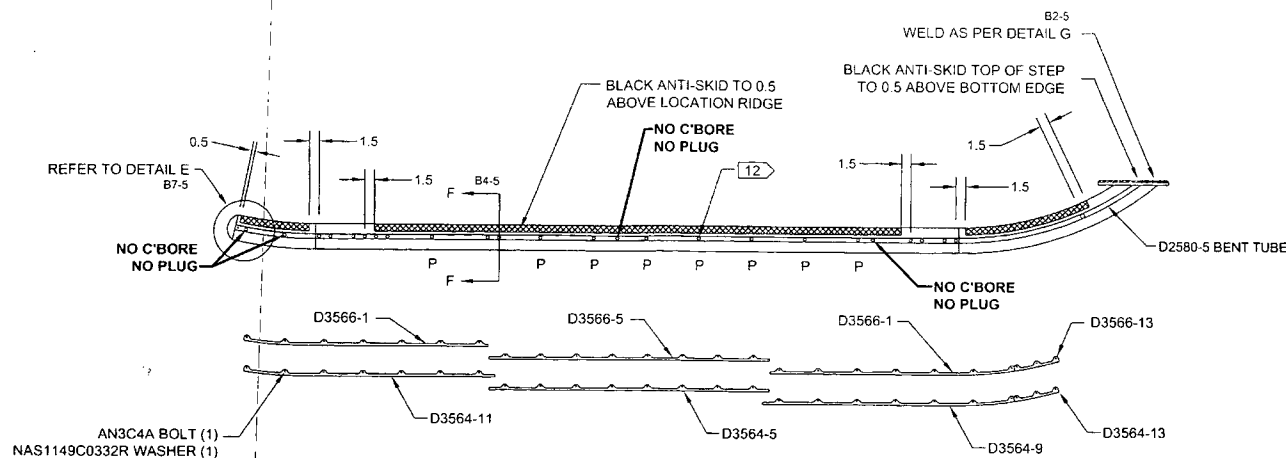 B2-5
WELD AS PER DETAIL G
BLACK ANTI-SKID TOP OF STEP
TO 0.5 ABOVE BOTTOM EDGE
BLACK ANTI-SKID TO 0.5
ABOVE LOCATION RIDGE
NO C'BORE
NO PLUG
12
0.5
1.5
1.5
1.5
1.5
1.5
REFER TO DETAIL E
B7-5
F
B4-5
NO C'BORE
NO PLUG
D2580-5 BENT TUBE
P
F
P
P
P
P
P
P
P
NO C'BORE
NO PLUG
D3566-1
D3566-5
D3566-1
D3566-13
D3564-11
D3564-5
D3564-9
D3564-13
AN3C4A BOLT (1)
NAS1149C0332R WASHER (1)